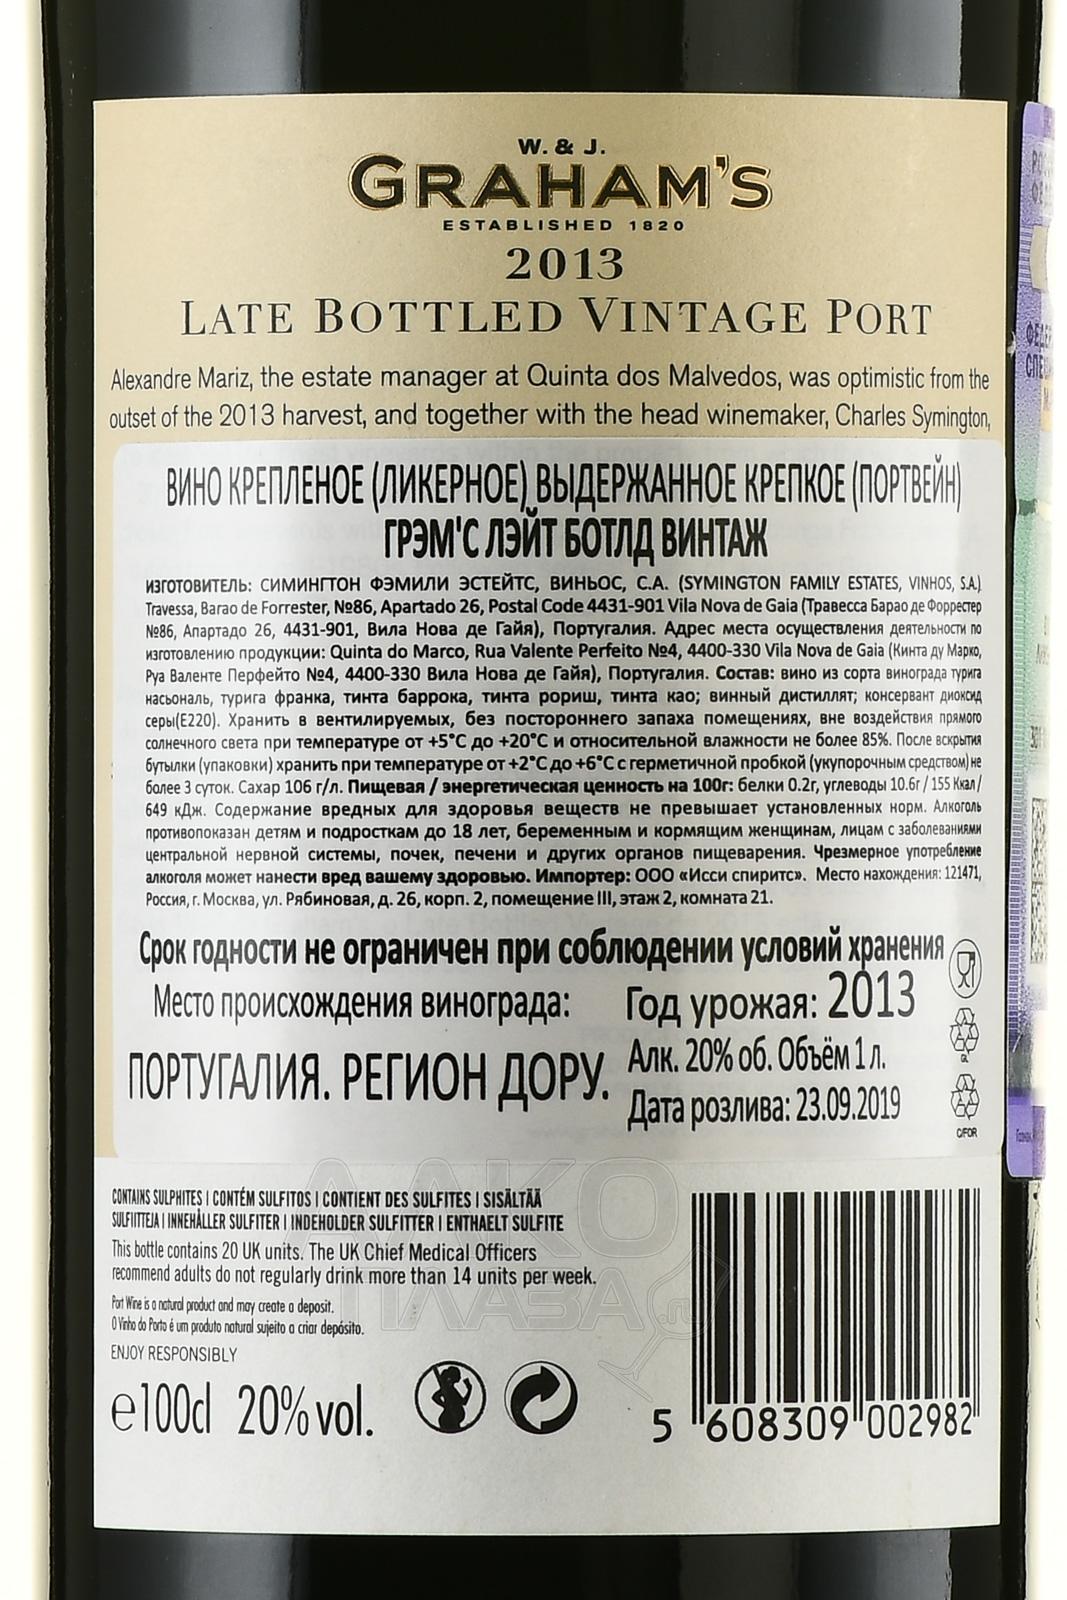 W. & J.
GRAHAM'S
ESTABLISHED 1820
2013
LATE BOTTLED VINTAGE PORT
Alexandre Mariz, the estate manager at Quinta dos Malvedos, was optimistic from the
outset of the 2013 harvest, and together with the head winemaker, Charles Symington,
ВИНО КРЕПЛЕНОЕ (ЛИКЕРНОЕ) ВЫДЕРЖАННОЕ КРЕПКОЕ (ПОРТВЕЙН)
ГРЭМ'С ЛЭЙТ БОТЛД ВИНТАЖ
ИЗГОТОВИТЕЛЬ: СИМИНГТОН ФЭМИЛИ ЭСТЕЙТС, ВИНЬОС, С.А. (SYMINGTON FAMILY ESTATES, VINHOS, S.A.)
Travessa, Barao de Forrester, №86, Apartado 26, Postal Code 4431-901 Vila Nova de Gaia (Травесса Барао де Форрестер
№86, Апартадо 26, 4431-901, Вила Нова де Гайя), Португалия. Адрес места осуществления деятельности по
изготовлению продукции: Quinta do Marco, Rua Valente Perfeito №4, 4400-330 Vila Nova de Gaia (Кинта ду Марко,
Руа Валенте Перфейто №4, 4400-330 Вила Нова де Гайя), Португалия. Состав: вино из сорта винограда турига
насьональ, турига франка, тинта баррока, тинта рориш, тинта као; винный дистиллят; консервант диоксид
серы(E220). Хранить в вентилируемых, без постороннего запаха помещениях, вне воздействия прямого
солнечного света при температуре от +5°С до +20°С и относительной влажности не более 85%. После вскрытия
бутылки (упаковки) хранить при температуре от +2°С до +6°С с герметичной пробкой (укупорочным средством) не
более 3 суток. Сахар 106 г/л. Пищевая / энергетическая ценность на 100г: белки 0.2г, углеводы 10.6г / 155 Ккал /
649 кДж. Содержание вредных для здоровья веществ не превышает установленных норм. Алкоголь
противопоказан детям и подросткам до 18 лет, беременным и кормящим женщинам, лицам с заболеваниями
центральной нервной системы, почек, печени и других органов пищеварения. Чрезмерное употребление
алкоголя может нанести вред вашему здоровью. Импортер: ООО «Исси спиритс». Место нахождения: 121471,
Россия, г. Москва, ул. Рябиновая, д. 26, корп. 2, помещение III, этаж 2, комната 21.
Срок годности не ограничен при соблюдении условий хранения
Место происхождения винограда:
ПОРТУГАЛИЯ. РЕГИОН ДОРУ.
Год урожая: 2013
Алк. 20% об. Объём 1 л.
Дата розлива: 23.09.2019
GL
C/FOR
CONTAINS SULPHITES | CONTÉM SULFITOS | CONTIENT DES SULFITES | SISÄLTÄÄ
SULFIITTEJA | INNEHÅLLER SULFITER | INDEHOLDER SULFITTER | ENTHAELT SULFITE
This bottle contains 20 UK units. The UK Chief Medical Officers
recommend adults do not regularly drink more than 14 units per week.
Port Wine is a natural product and may create a deposit.
O Vinho do Porto é um produto natural sujeito a criar depósito.
ENJOY RESPONSIBLY
e100cl 20% vol.
5 608309 002982
АЛКО
ПЛАЗА.ru